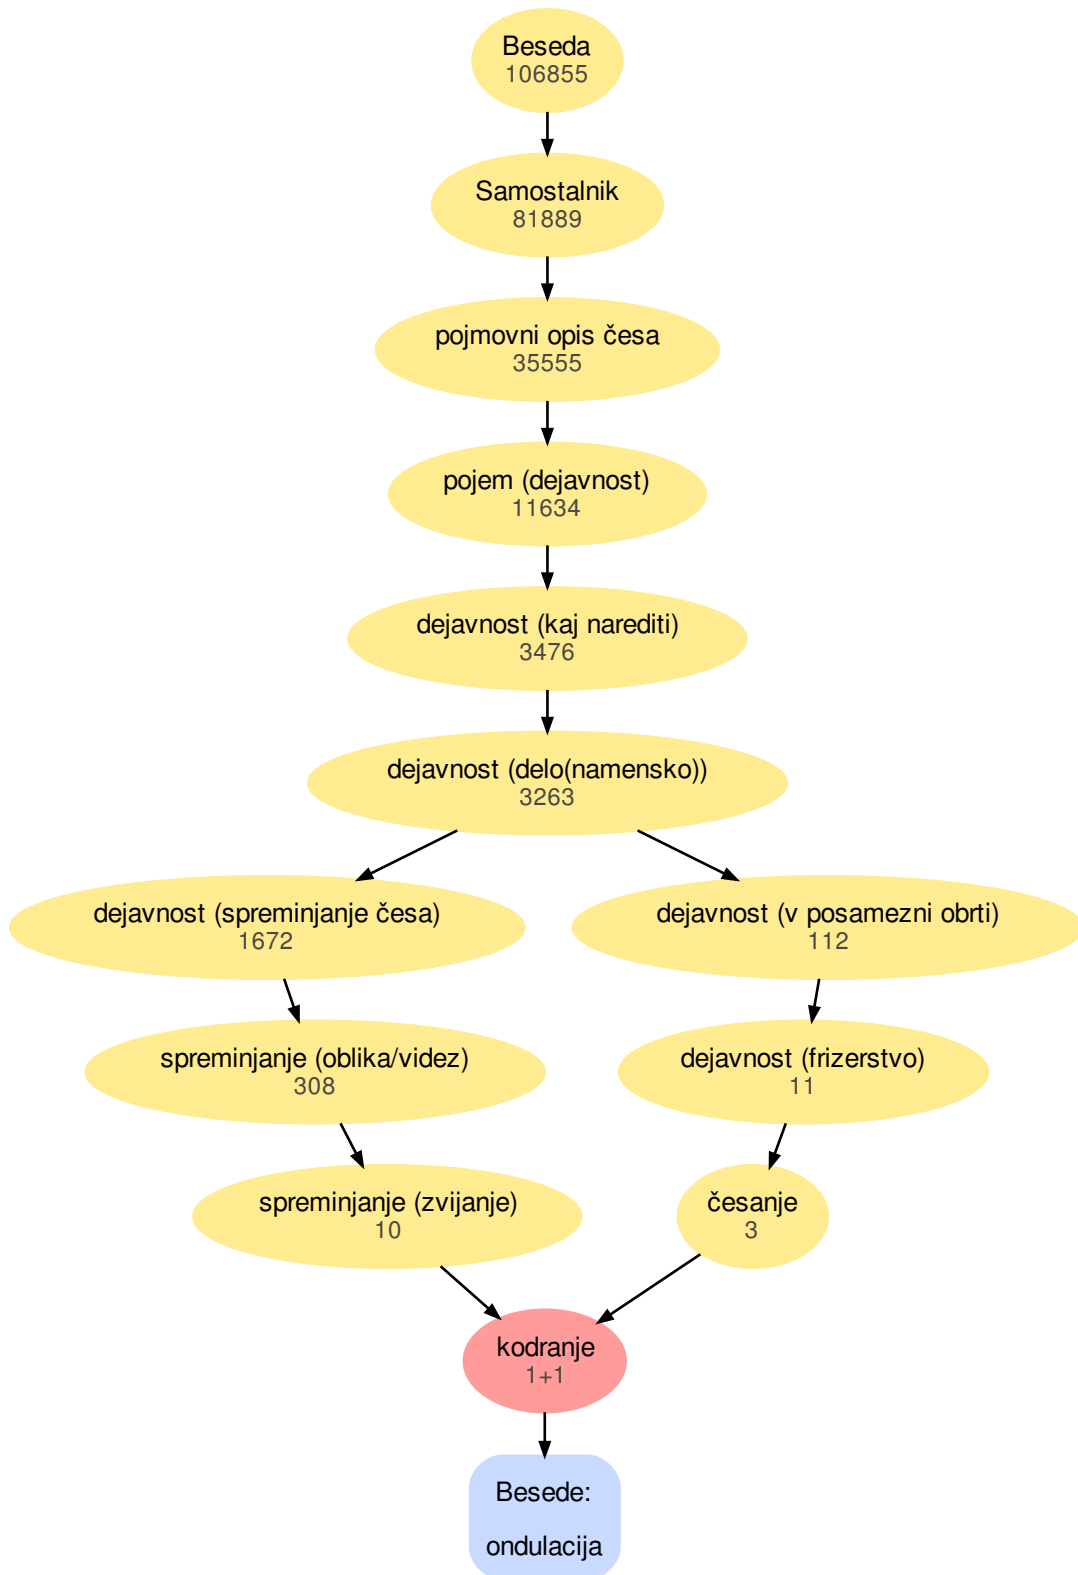 Beseda
106855
Samostalnik
81889
pojmovni opis česa
35555
pojem (dejavnost)
11634
dejavnost (kaj narediti)
3476
dejavnost (delo(namensko))
3263
dejavnost (spreminjanje česa)
1672
dejavnost (v posamezni obrti)
112
spreminjanje (oblika/videz)
308
dejavnost (frizerstvo)
11
spreminjanje (zvijanje)
10
česanje
3
kodranje
1+1
Besede:
ondulacija